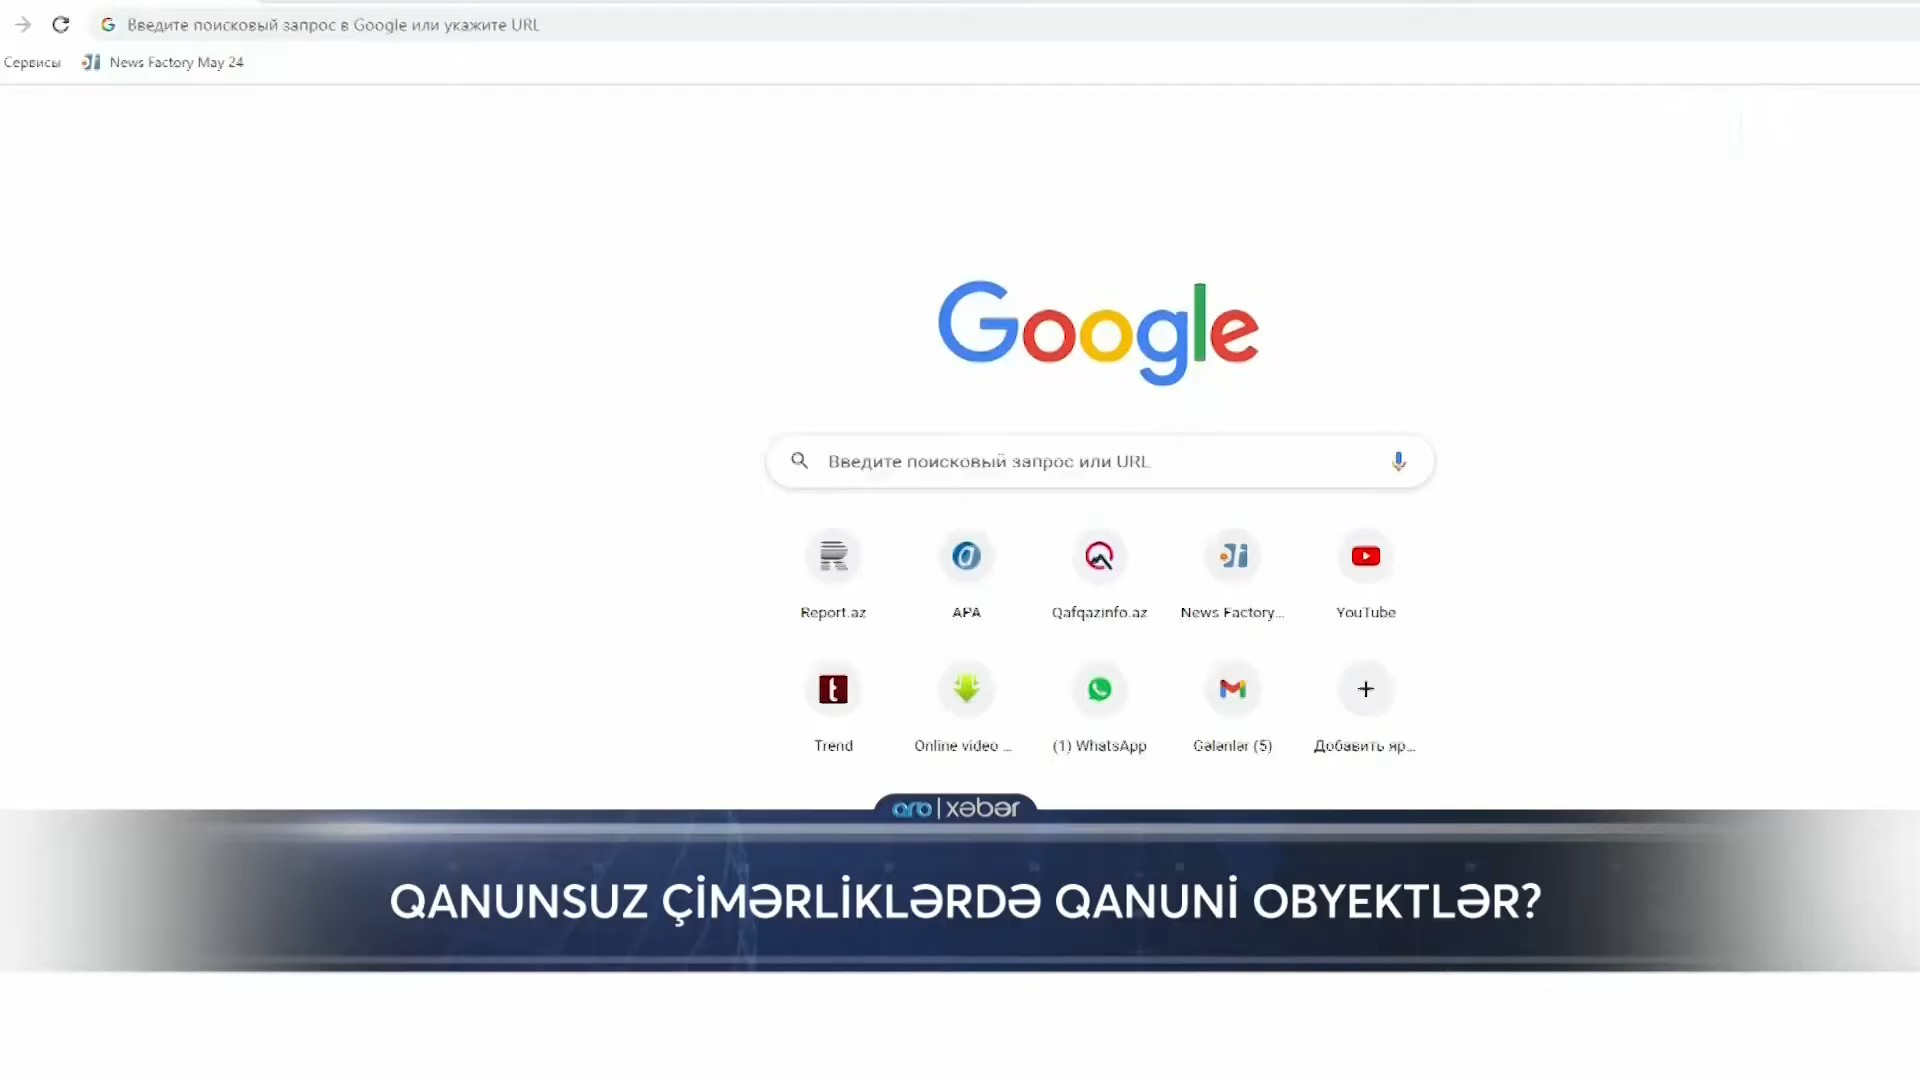 Введите поисковый запрос в Google или укажите URL
Сервисы News Factory May 24
Google
Введите поисковый запрос или URL
Report.az APA Qafqazinfo.az News Factory... YouTube
Trend Online video ... (1) WhatsApp Gələnlər (5) Добавить яр...
arb | xəbər
QANUNSUZ ÇİMƏRLİKLƏRDƏ QANUNİ OBYEKTLƏR?